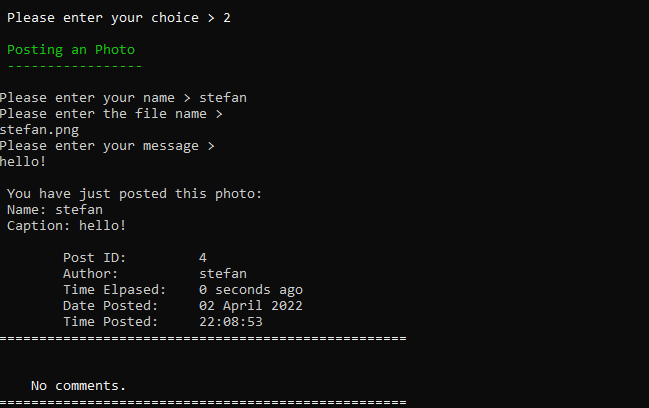 Please enter your choice > 2
Posting an Photo
-----------------
Please enter your name > stefan
Please enter the file name >
stefan.png
Please enter your message >
hello!
You have just posted this photo:
Name: stefan
Caption: hello!
Post ID: 4
Author: stefan
Time Elpased: 0 seconds ago
Date Posted: 02 April 2022
Time Posted: 22:08:53
===================================================
No comments.
===================================================